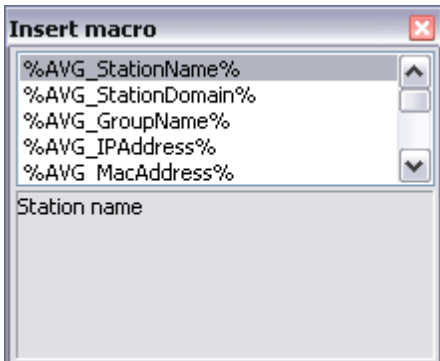 Insert macro
%AVG_StationName%
%AVG_StationDomain%
%AVG_GroupName%
%AVG_IPAddress%
%AVG_MacAddress%
Station name